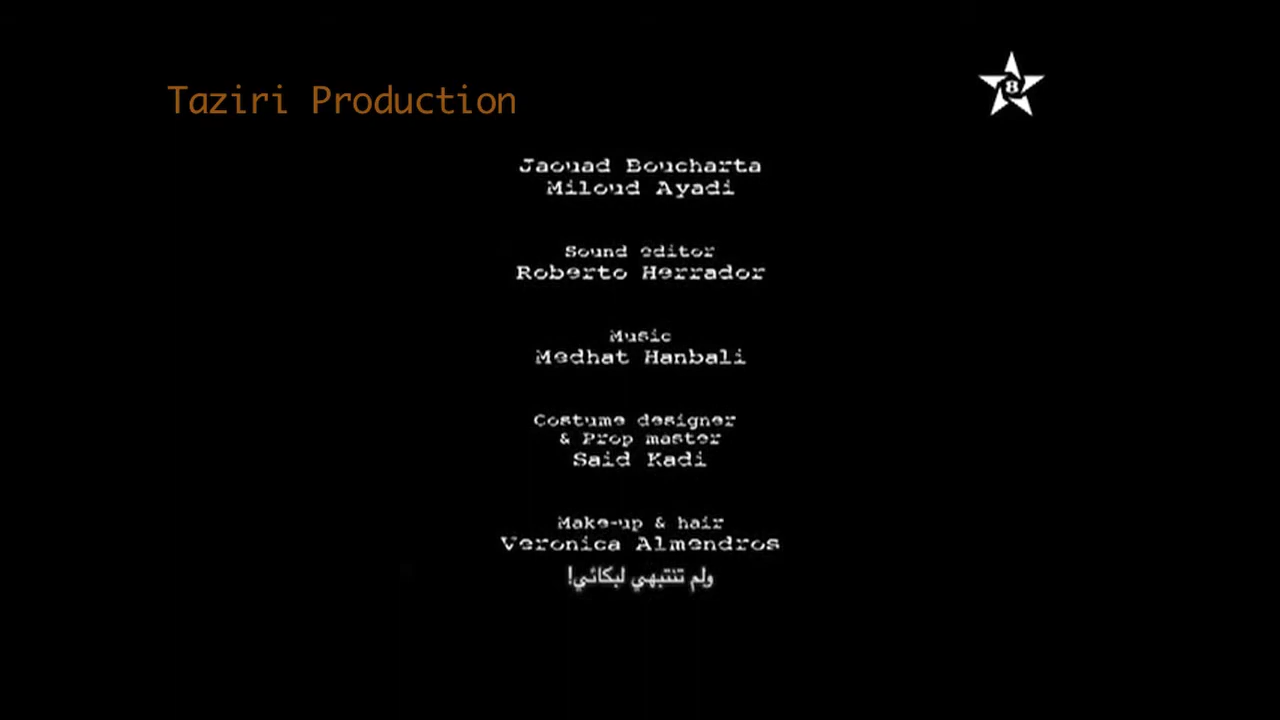 Taziri Production
8
Jaouad Boucharta
Miloud Ayadi
Sound editor
Roberto Herrador
Music
Medhat Hanbali
Costume designer
& Prop master
Said Kadi
Make-up & hair
Veronica Almendros
ولم تنتبهي لبكائي!